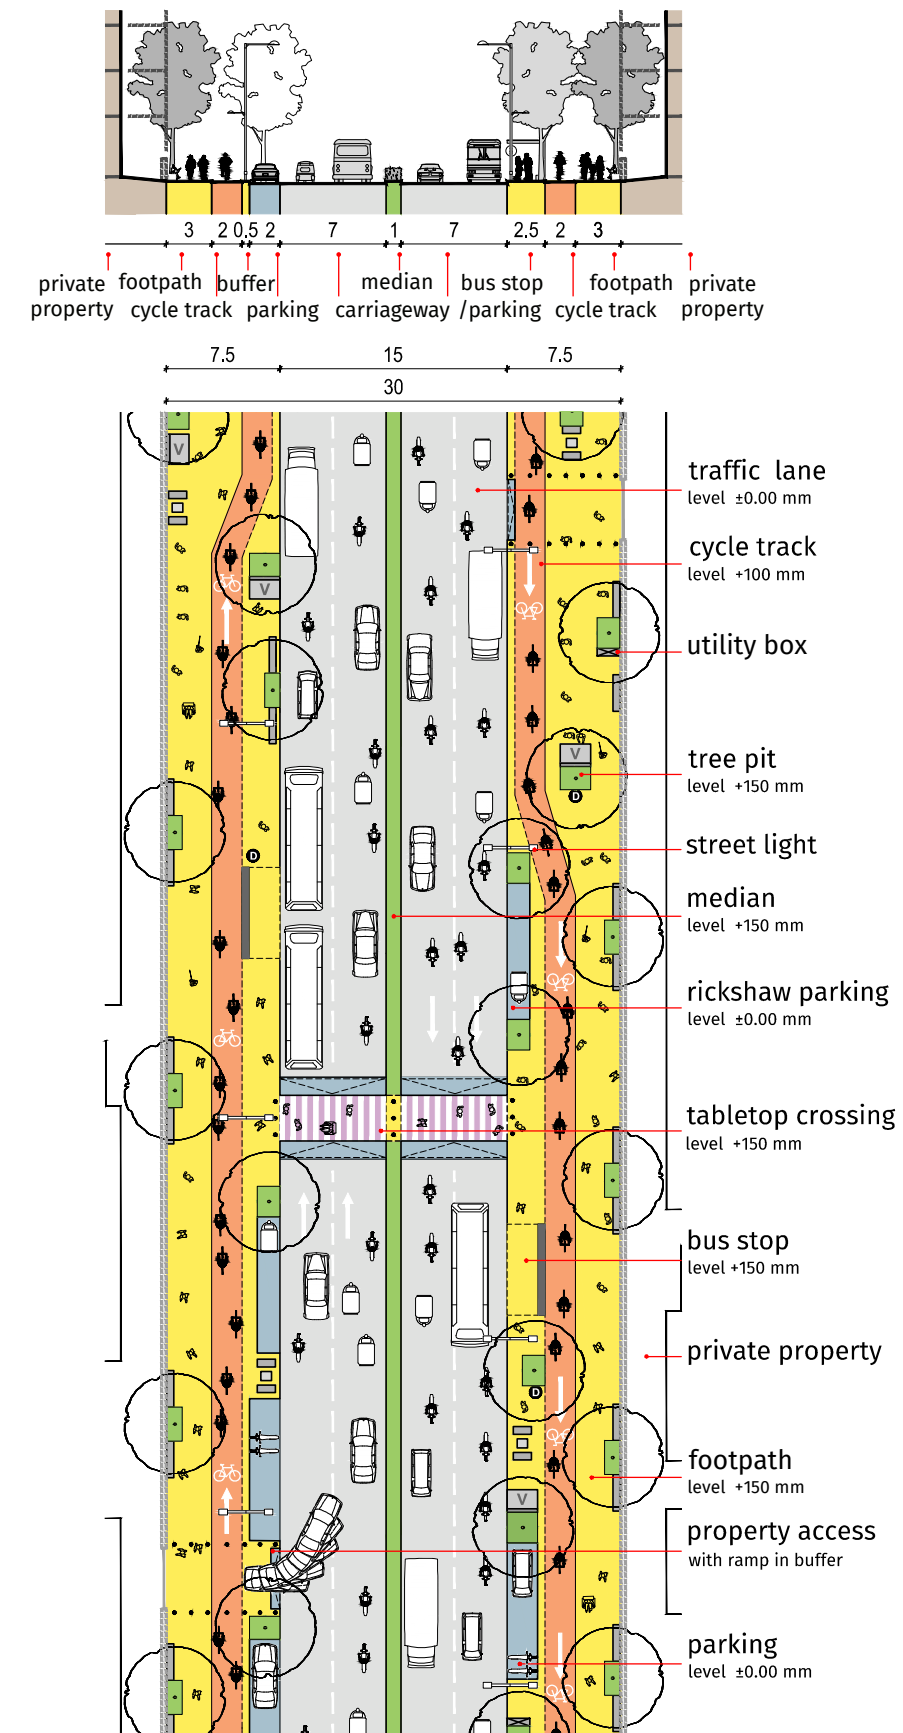 3 2 0.5 2 7 1 7 2.5 2 3
private footpath buffer median bus stop footpath private
property cycle track parking carriageway /parking cycle track property
7.5 15 7.5
30
V
traffic lane
level ±0.00 mm
cycle track
level +100 mm
V
utility box
V
tree pit
level +150 mm
D
street light
D
median
level +150 mm
rickshaw parking
level ±0.00 mm
tabletop crossing
level +150 mm
bus stop
level +150 mm
private property
D
footpath
level +150 mm
V
property access
with ramp in buffer
parking
level ±0.00 mm